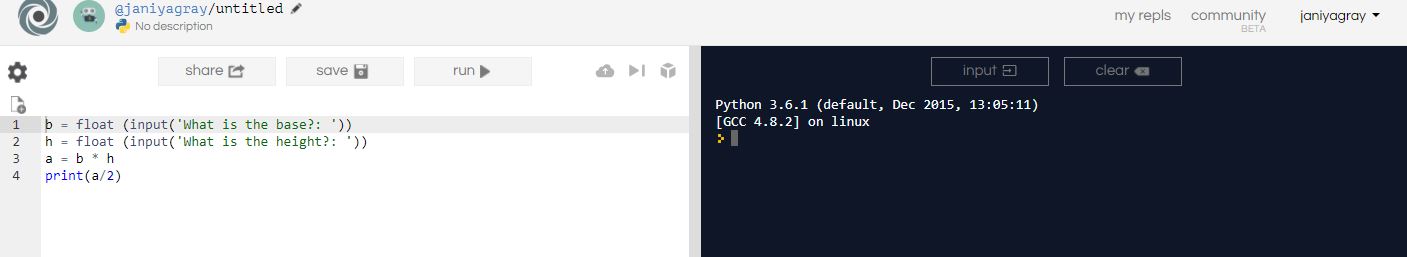 @janiyagray/untitled
No description
my repls community janiyagray
BETA
share save run
input clear
1 b = float (input('What is the base?: '))
2 h = float (input('What is the height?: '))
3 a = b * h
4 print(a/2)
Python 3.6.1 (default, Dec 2015, 13:05:11)
[GCC 4.8.2] on linux